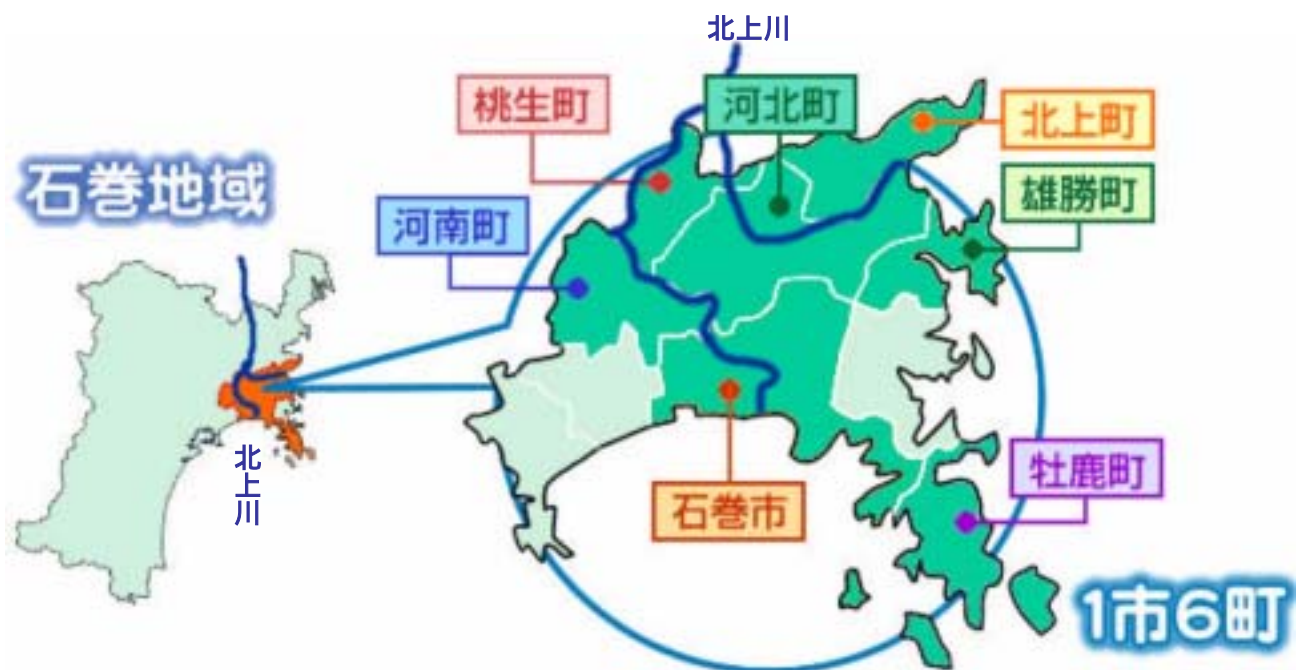 北上川
桃生町
河北町
北上町
石巻地域
河南町
雄勝町
北上川
石巻市
牡鹿町
1市6町